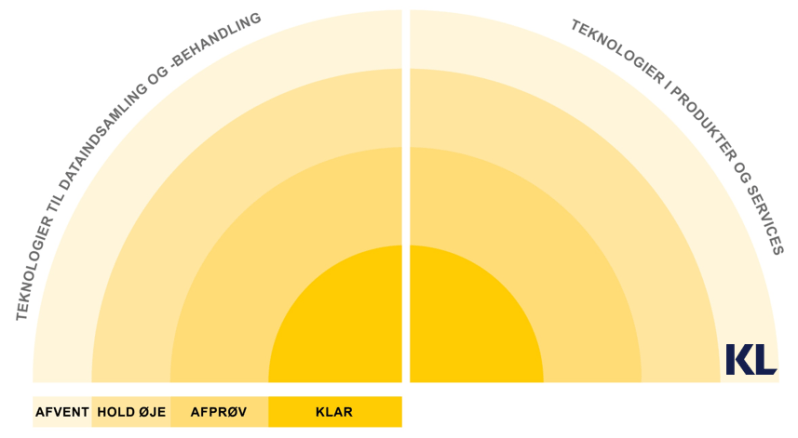 TEKNOLOGIER TIL DATAINDSAMLING OG -BEHANDLING
TEKNOLOGIER I PRODUKTER OG SERVICES
KL
AFVENT HOLD ØJE AFPRØV KLAR